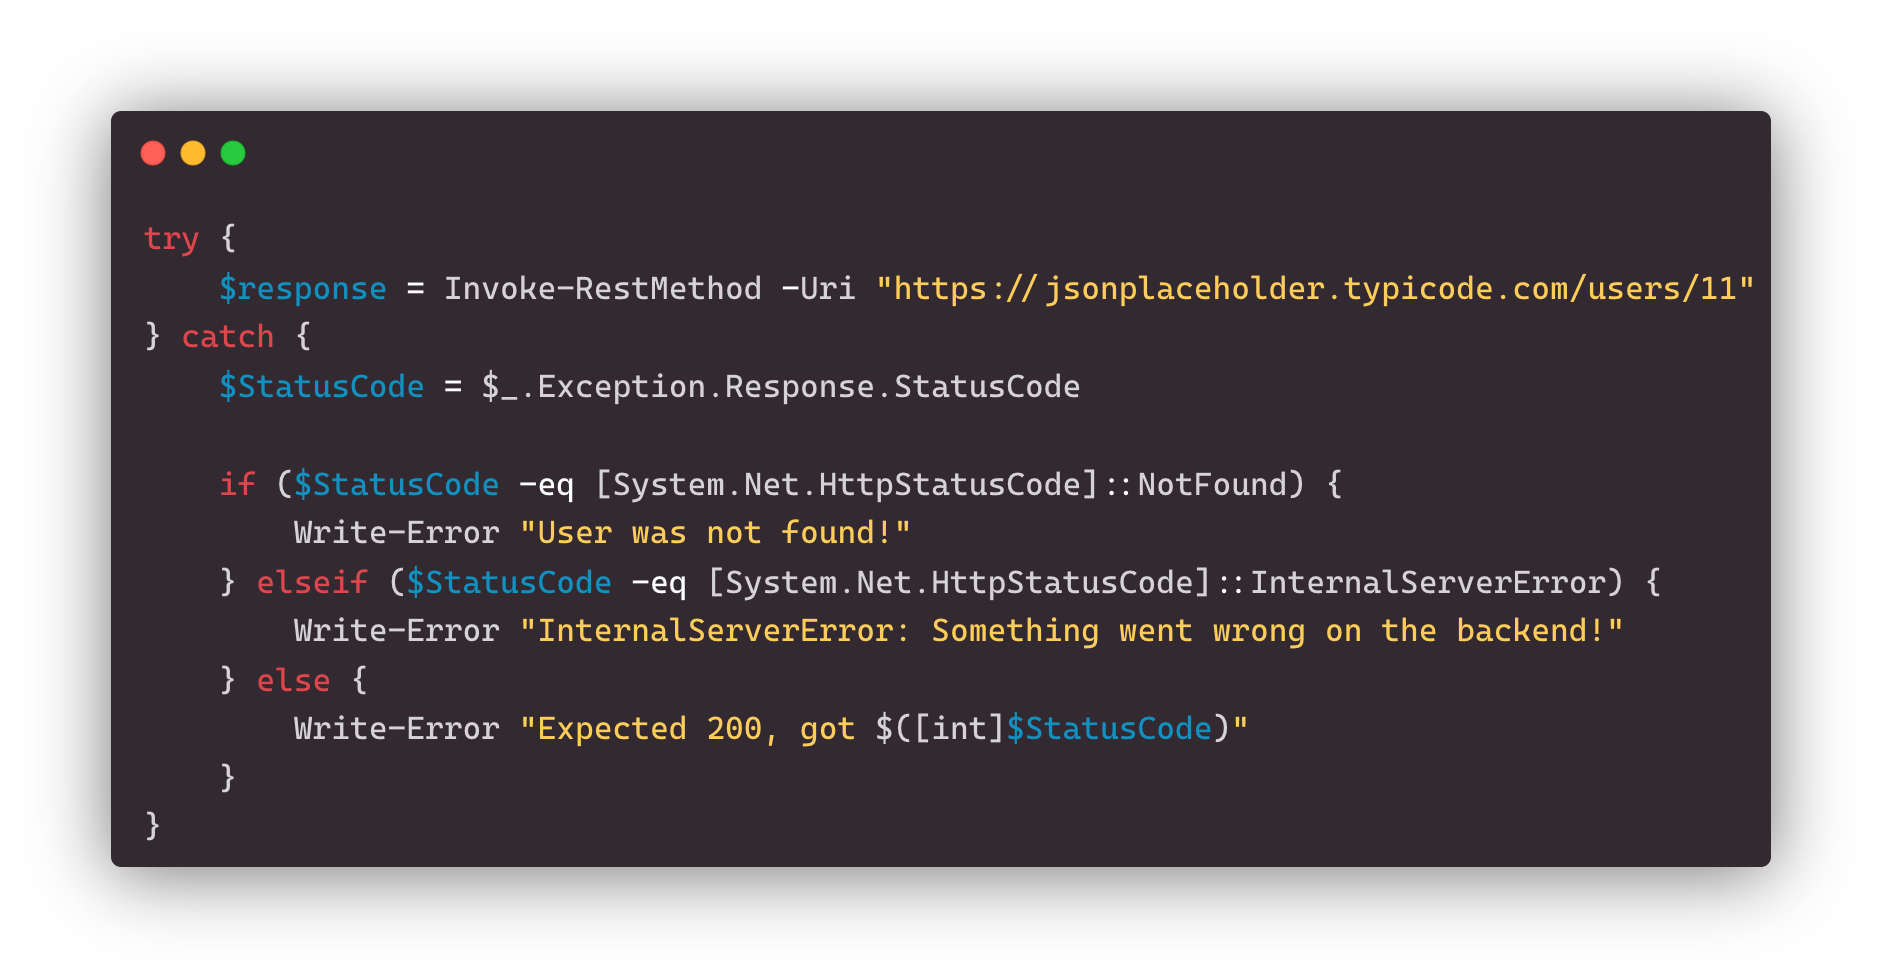 try {
    $response = Invoke-RestMethod -Uri "https://jsonplaceholder.typicode.com/users/11"
} catch {
    $StatusCode = $_.Exception.Response.StatusCode

    if ($StatusCode -eq [System.Net.HttpStatusCode]::NotFound) {
        Write-Error "User was not found!"
    } elseif ($StatusCode -eq [System.Net.HttpStatusCode]::InternalServerError) {
        Write-Error "InternalServerError: Something went wrong on the backend!"
    } else {
        Write-Error "Expected 200, got $([int]$StatusCode)"
    }
}